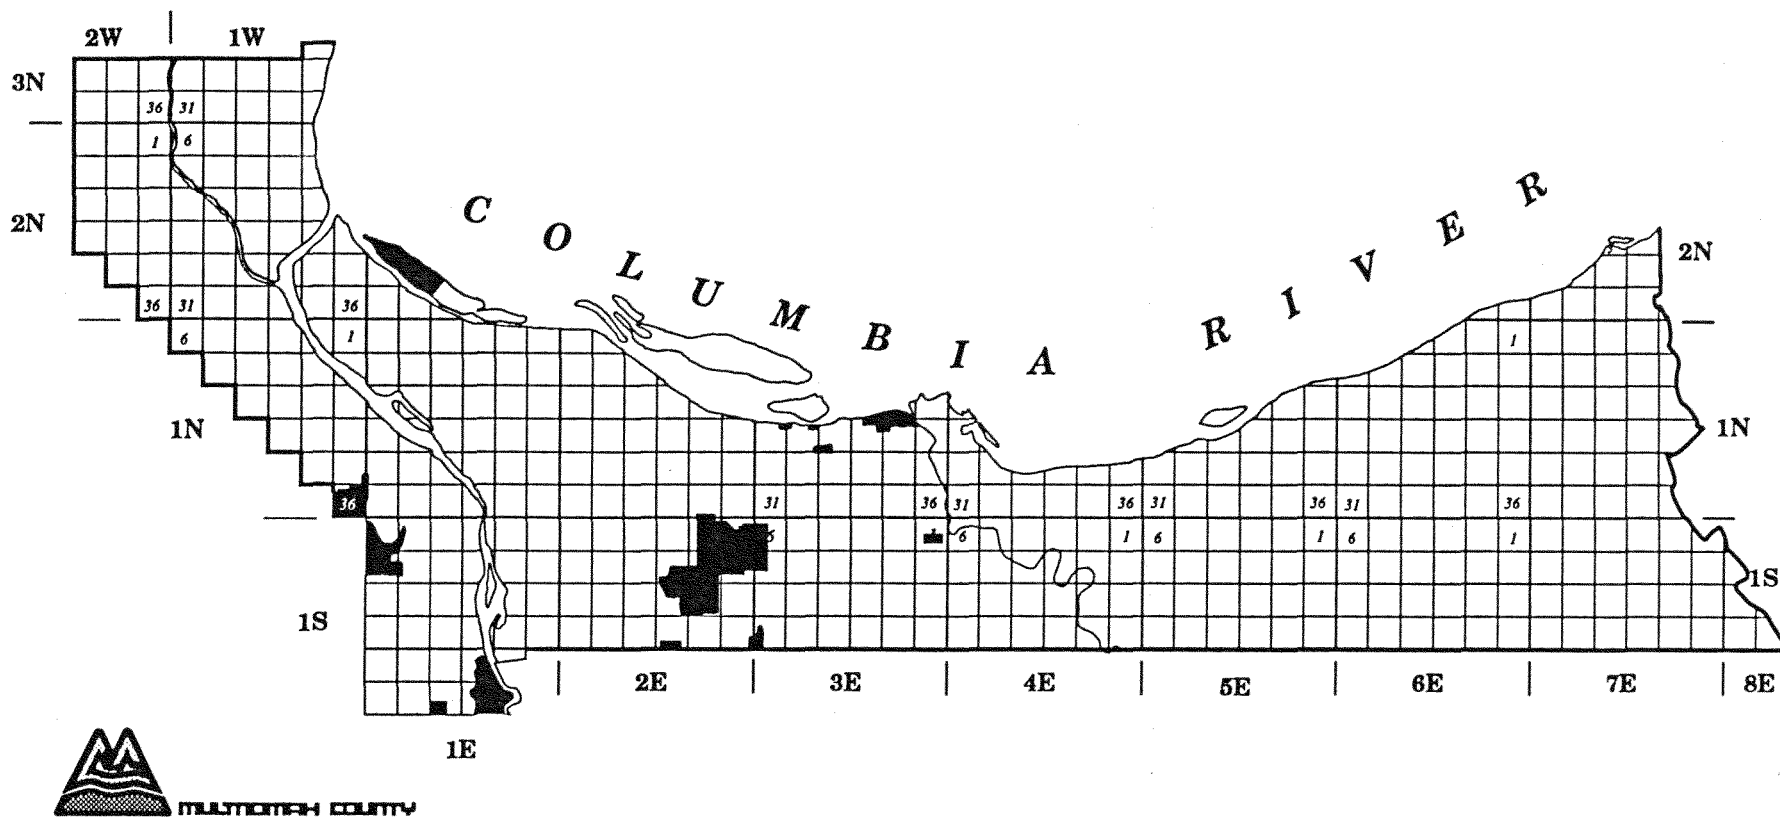 2W 1W
3N
36 31
1 6
2N
COLUMBIA RIVER
2N
36 31 36
6 1 1
1N 1N
36
31 36 31 36 31 36 31 36
6 1 6 1 6 1 6 1
1S
1S
2E 3E 4E 5E 6E 7E 8E
1E
MULTNOMAH COUNTY